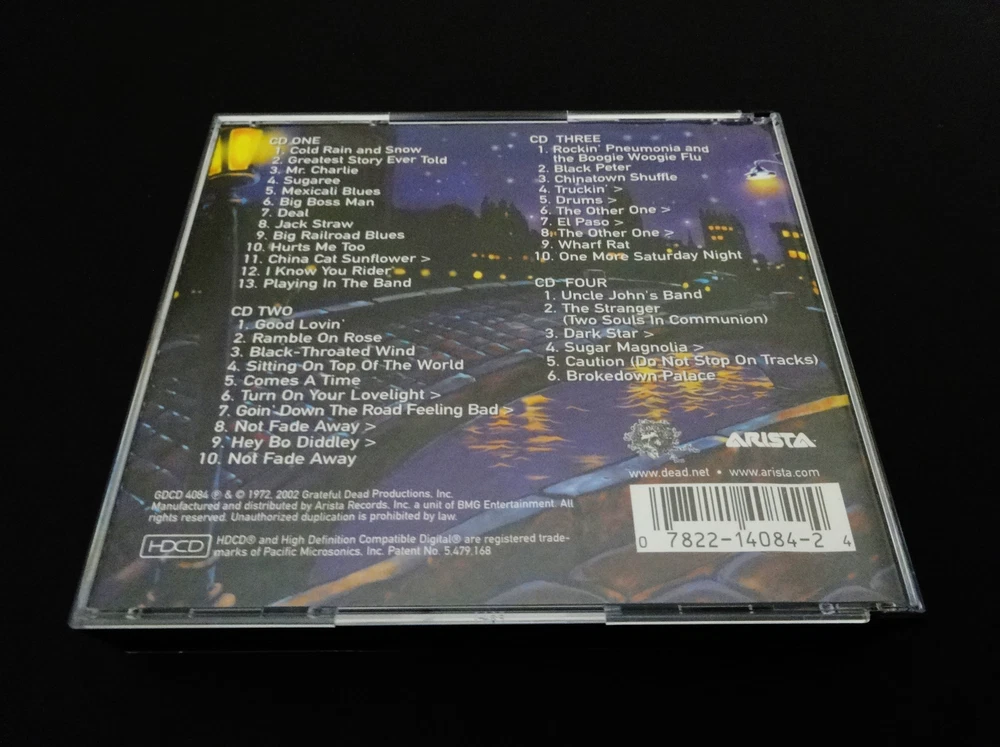 CD ONE
1. Cold Rain and Snow
2. Greatest Story Ever Told
3. Mr. Charlie
4. Sugaree
5. Mexicali Blues
6. Big Boss Man
7. Deal
8. Jack Straw
9. Big Railroad Blues
10. Hurts Me Too
11. China Cat Sunflower >
12. I Know You Rider
13. Playing In The Band
CD TWO
1. Good Lovin'
2. Ramble On Rose
3. Black-Throated Wind
4. Sitting On Top Of The World
5. Comes A Time
6. Turn On Your Lovelight >
7. Goin' Down The Road Feeling Bad >
8. Not Fade Away >
9. Hey Bo Diddley >
10. Not Fade Away
CD THREE
1. Rockin' Pneumonia and
the Boogie Woogie Flu
2. Black Peter
3. Chinatown Shuffle
4. Truckin' >
5. Drums >
6. The Other One >
7. El Paso >
8. The Other One >
9. Wharf Rat
10. One More Saturday Night
CD FOUR
1. Uncle John's Band
2. The Stranger
(Two Souls In Communion)
3. Dark Star >
4. Sugar Magnolia >
5. Caution (Do Not Stop On Tracks)
6. Brokedown Palace
ARISTA
www.dead.net • www.arista.com
GDCD 4084 ℗ & © 1972, 2002 Grateful Dead Productions, Inc.
Manufactured and distributed by Arista Records, Inc. a unit of BMG Entertainment. All
rights reserved. Unauthorized duplication is prohibited by law.
HDCD
HDCD® and High Definition Compatible Digital® are registered trade-
marks of Pacific Microsonics, Inc. Patent No. 5,479,168
0 7822-14084-2 4